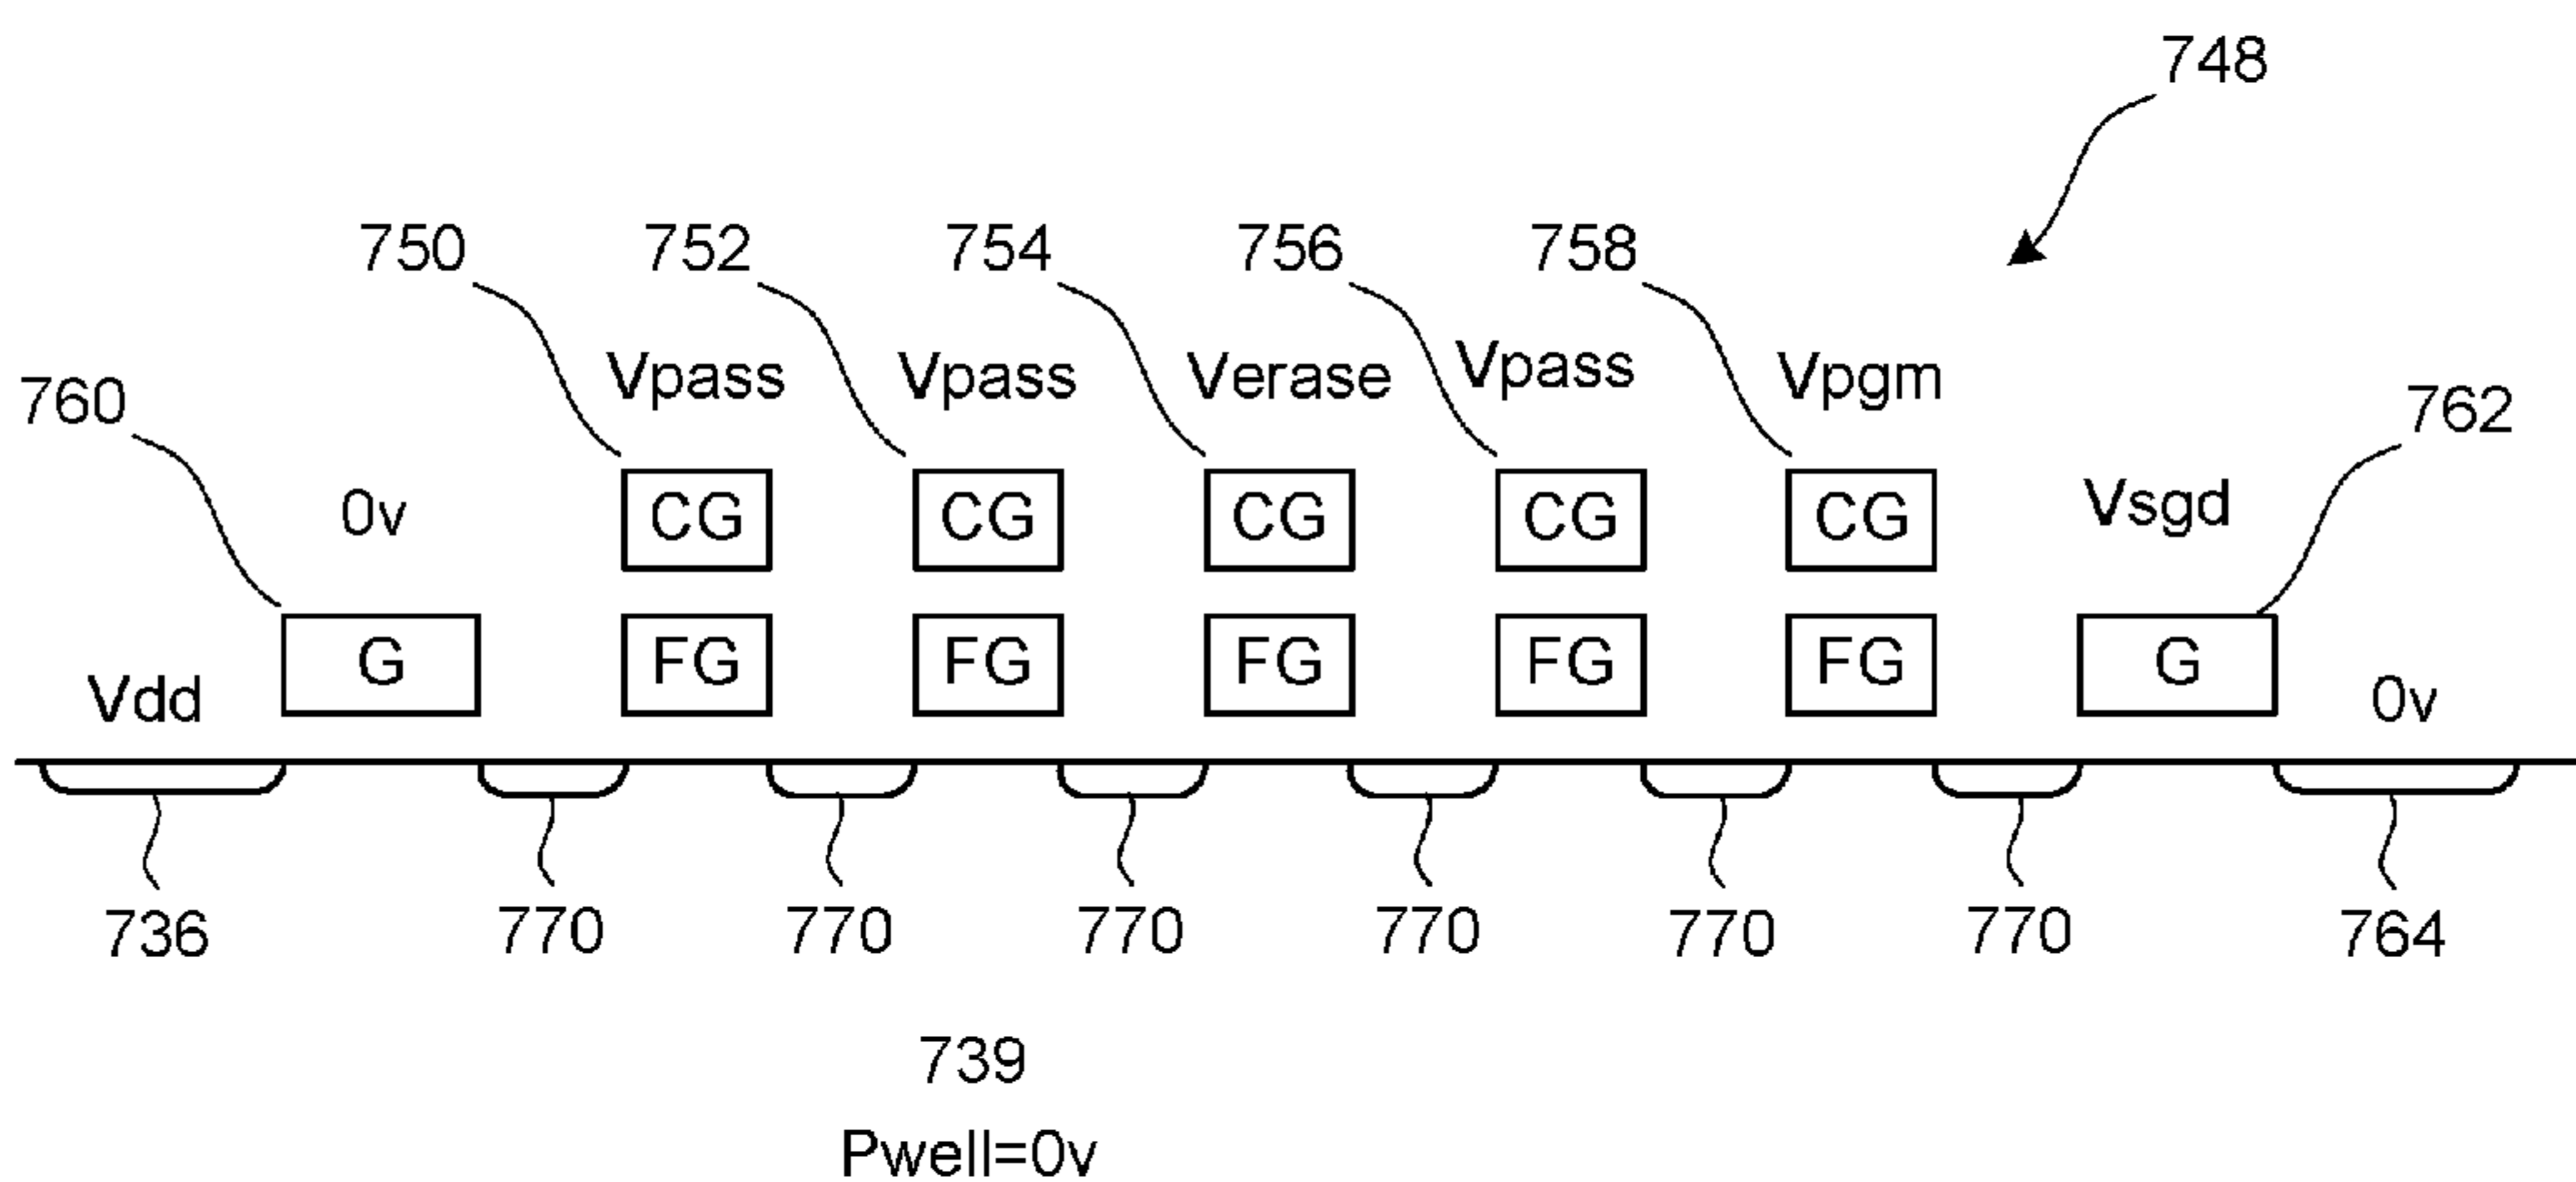 748
750 752 754 756 758
Vpass Vpass Verase Vpass Vpgm
760 762
0v CG CG CG CG CG Vsgd
Vdd G FG FG FG FG FG G 0v
736 770 770 770 770 770 770 764
739
Pwell=0v